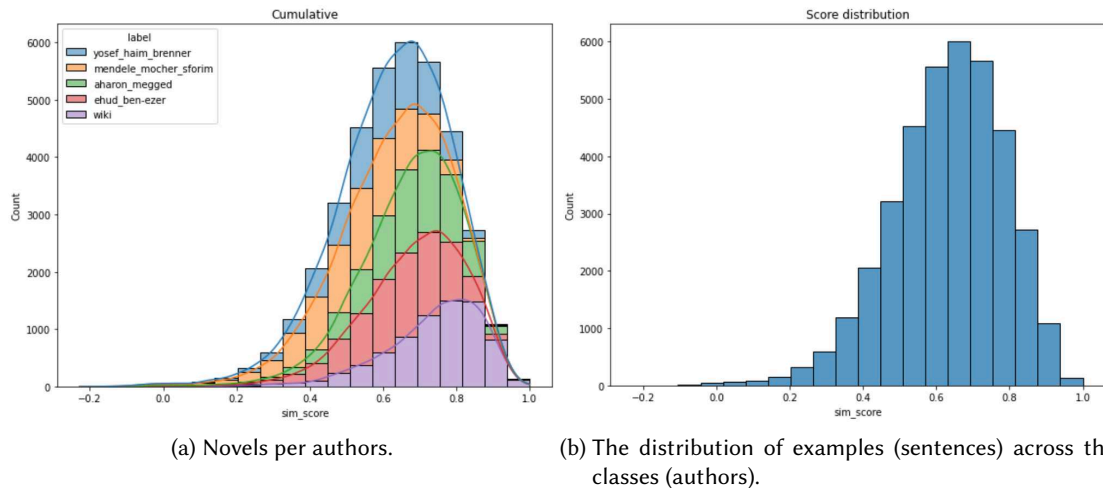 Cumulative
label
yosef_haim_brenner
mendele_mocher_sforim
aharon_megged
ehud_ben-ezer
wiki
6000
5000
4000
3000
2000
1000
0
Count
-0.2 0.0 0.2 0.4 0.6 0.8 1.0
sim_score
(a) Novels per authors.
Score distribution
6000
5000
4000
3000
2000
1000
0
Count
-0.2 0.0 0.2 0.4 0.6 0.8 1.0
sim_score
(b) The distribution of examples (sentences) across th
classes (authors).